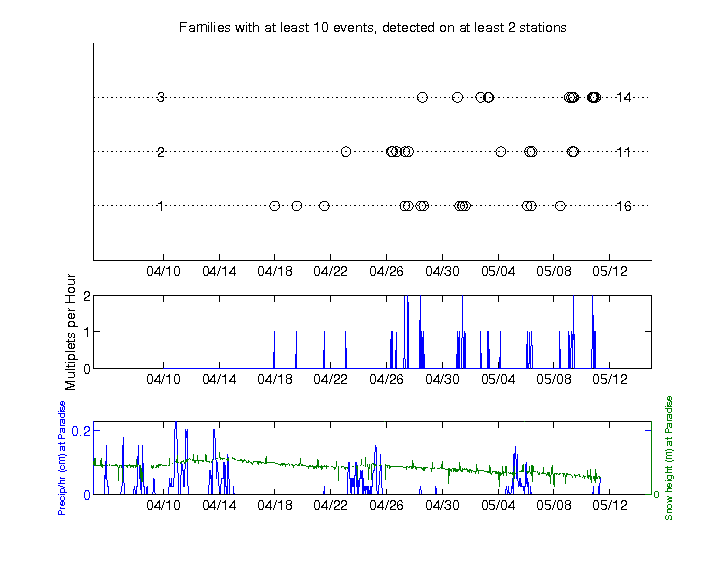 Families with at least 10 events, detected on at least 2 stations
3 14
2 11
1 16
04/10 04/14 04/18 04/22 04/26 04/30 05/04 05/08 05/12
Multiplets per Hour
2
1
0
04/10 04/14 04/18 04/22 04/26 04/30 05/04 05/08 05/12
Precip/hr (cm) at Paradise
0.2
0
Snow height (m) at Paradise
0
04/10 04/14 04/18 04/22 04/26 04/30 05/04 05/08 05/12